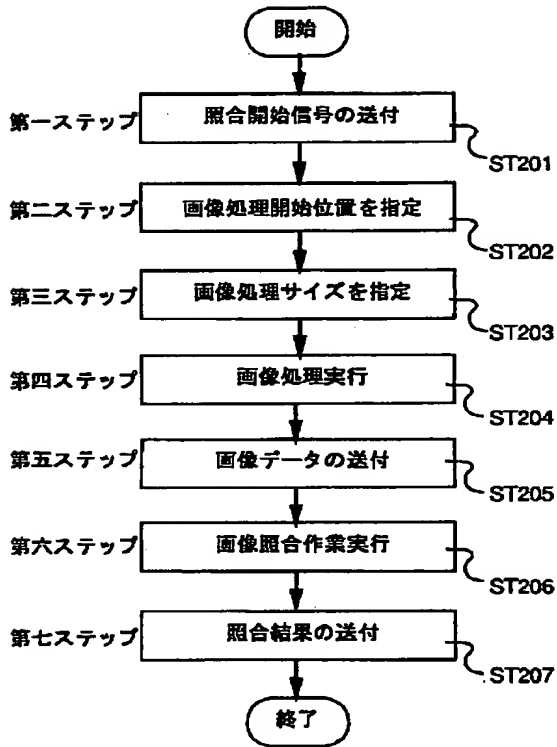 開始
第一ステップ
照合開始信号の送付
ST201
第二ステップ
画像処理開始位置を指定
ST202
第三ステップ
画像処理サイズを指定
ST203
第四ステップ
画像処理実行
ST204
第五ステップ
画像データの送付
ST205
第六ステップ
画像照合作業実行
ST206
第七ステップ
照合結果の送付
ST207
終了